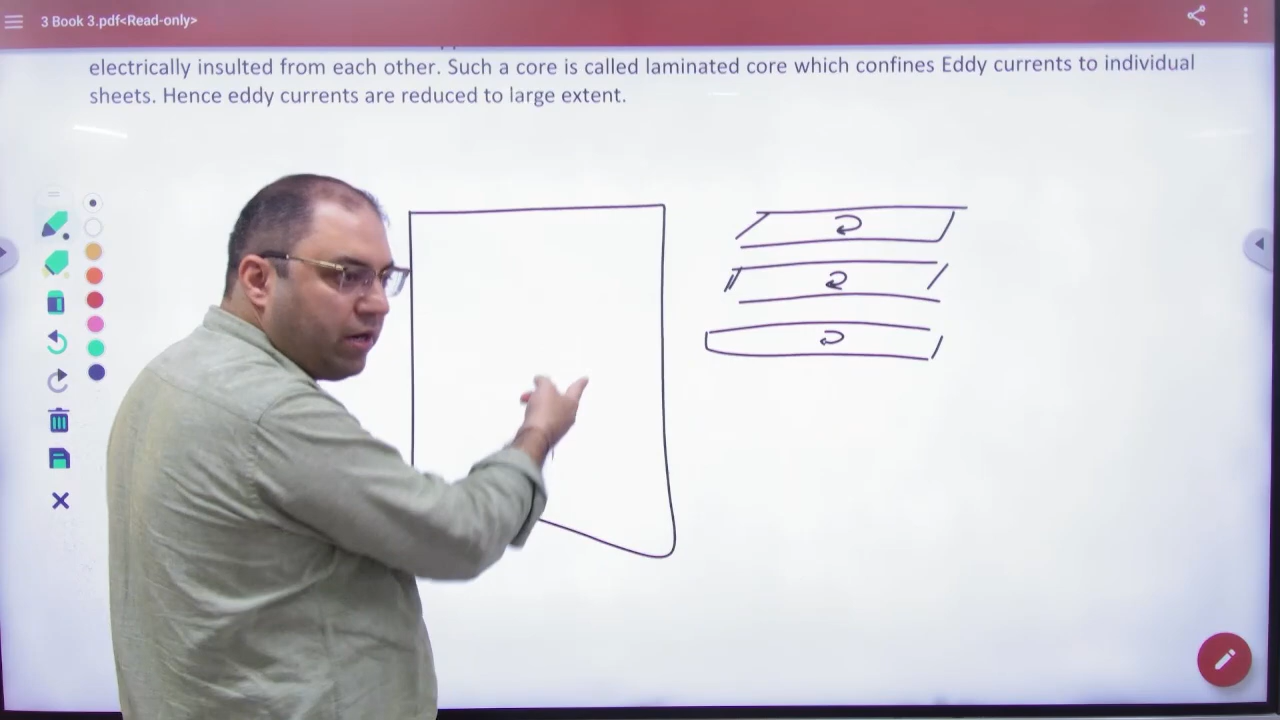 3 Book 3.pdf<Read-only>
electrically insulted from each other. Such a core is called laminated core which confines Eddy currents to individual
sheets. Hence eddy currents are reduced to large extent.